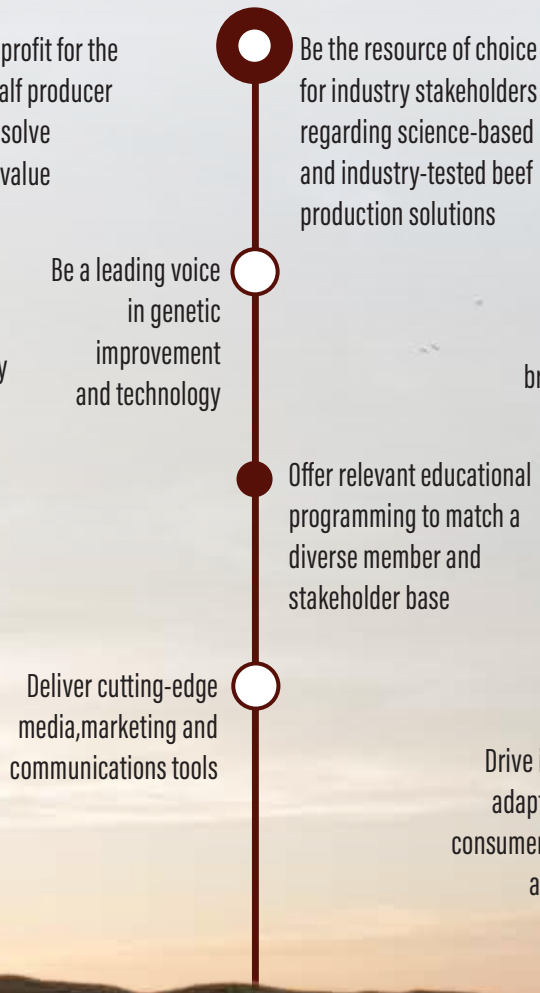 profit for the
producer
solve
value
Be the resource of choice
for industry stakeholders
regarding science-based
and industry-tested beef
production solutions
Be a leading voice
in genetic
improvement
and technology
Offer relevant educational
programming to match a
diverse member and
stakeholder base
Deliver cutting-edge
media,marketing and
communications tools
Drive